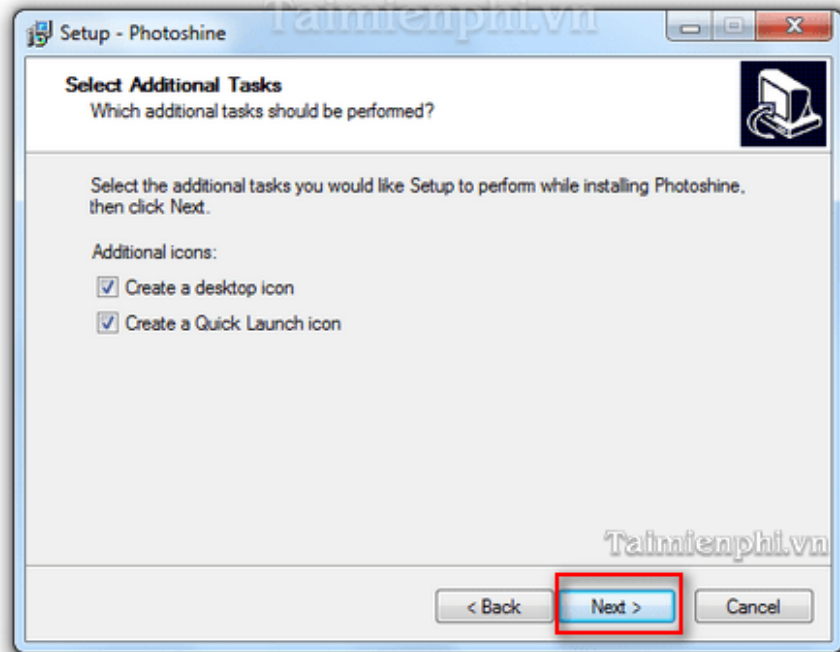 Taimienphi.vn
Setup - Photoshine
Select Additional Tasks
Which additional tasks should be performed?
Select the additional tasks you would like Setup to perform while installing Photoshine,
then click Next.
Additional icons:
Create a desktop icon
Create a Quick Launch icon
Taimienphi.vn
< Back Next > Cancel